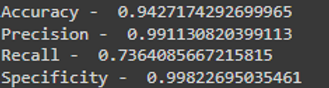 Accuracy -  0.9427174292699965
Precision -  0.991130820399113
Recall -  0.7364085667215815
Specificity -  0.99822695035461